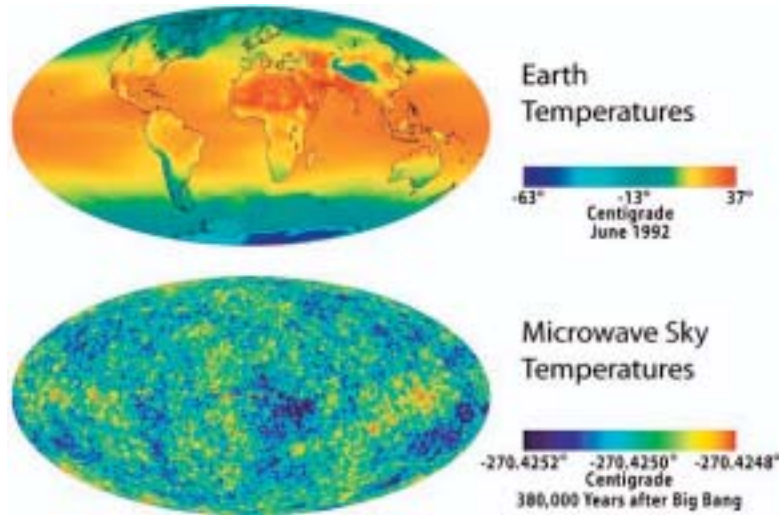 Earth
Temperatures
-63° -13° 37°
Centigrade
June 1992
Microwave Sky
Temperatures
-270.4252° -270.4250° -270.4248°
Centigrade
380,000 Years after Big Bang